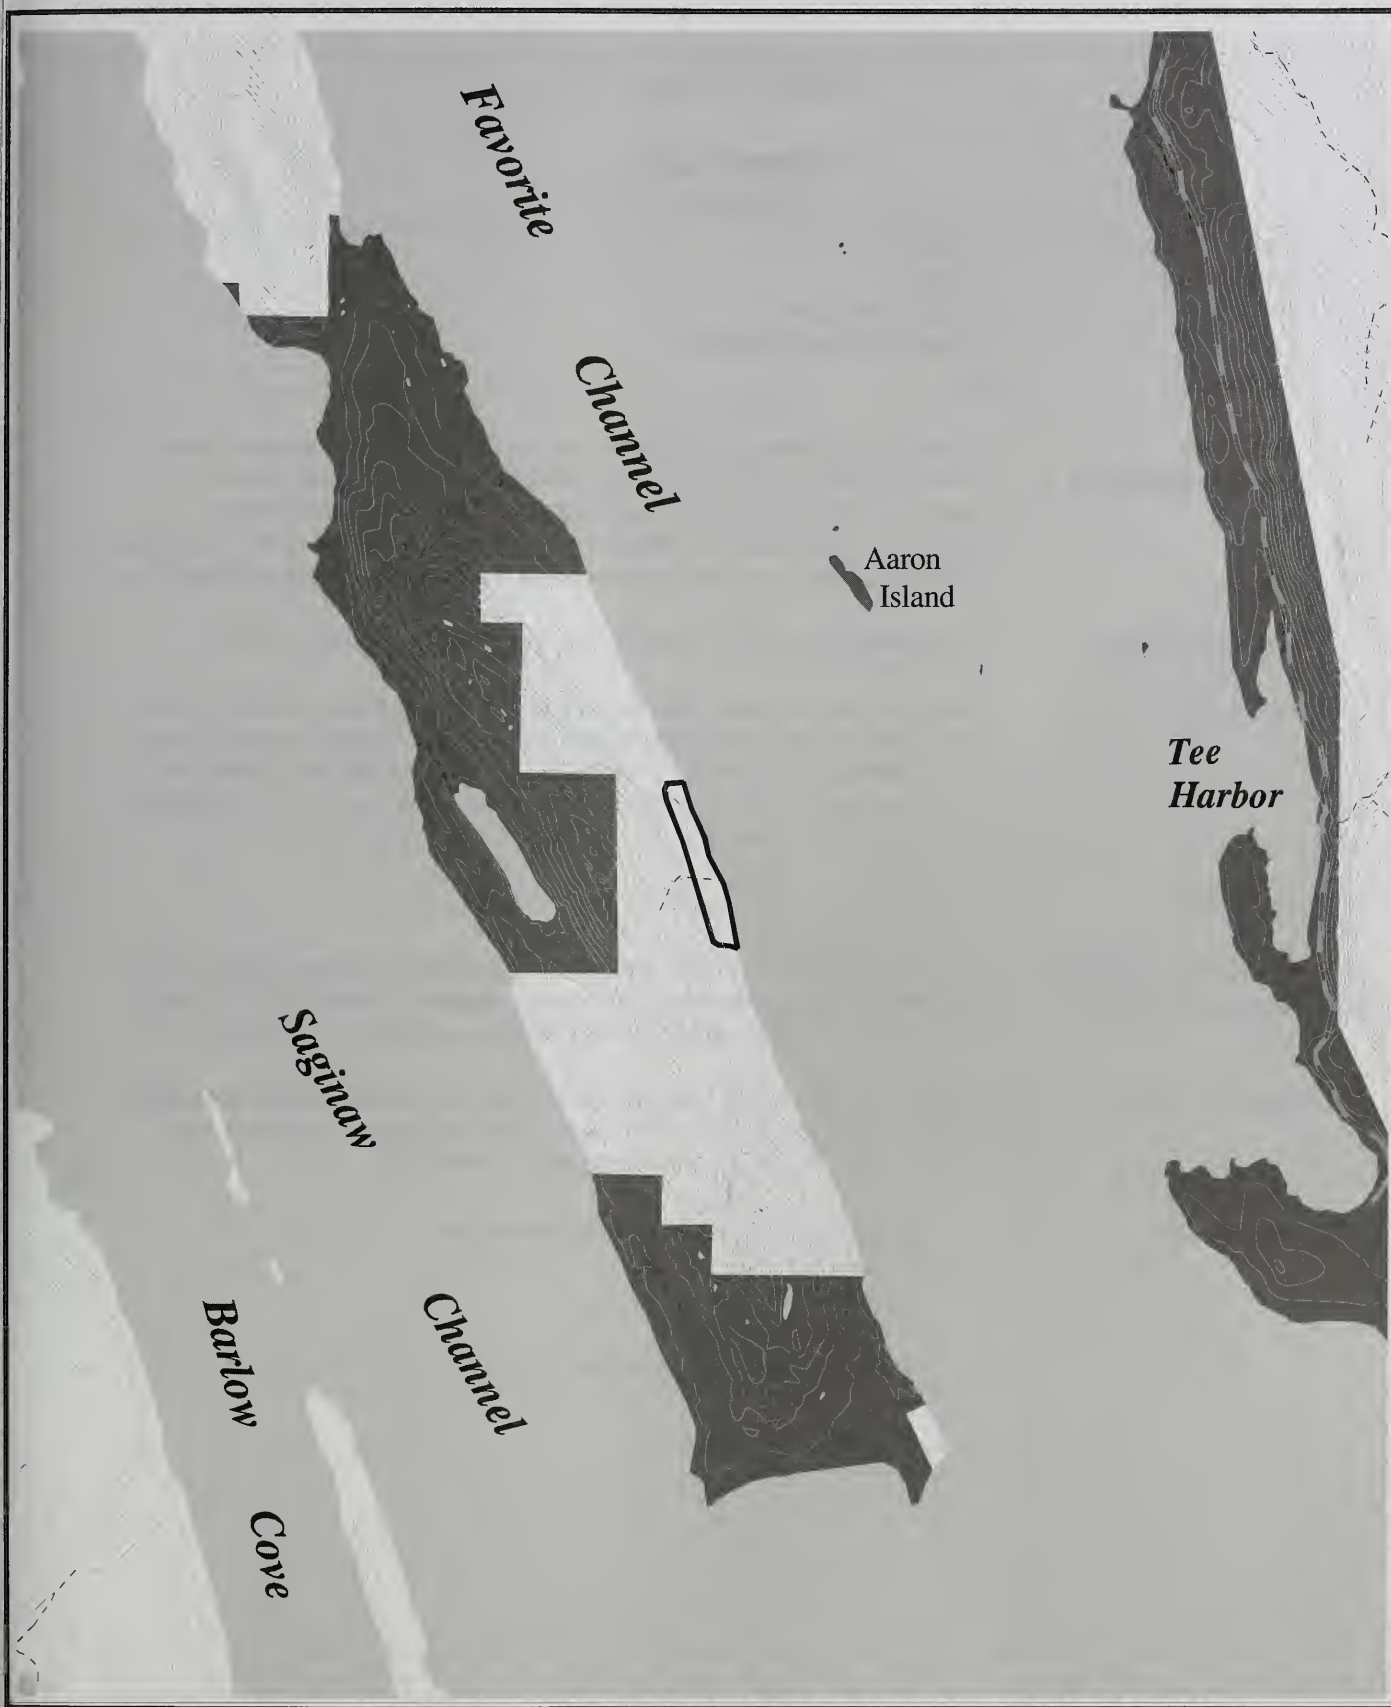 Favorite
Channel
Aaron
Island
Tee
Harbor
Saginaw
Channel
Barlow
Cove